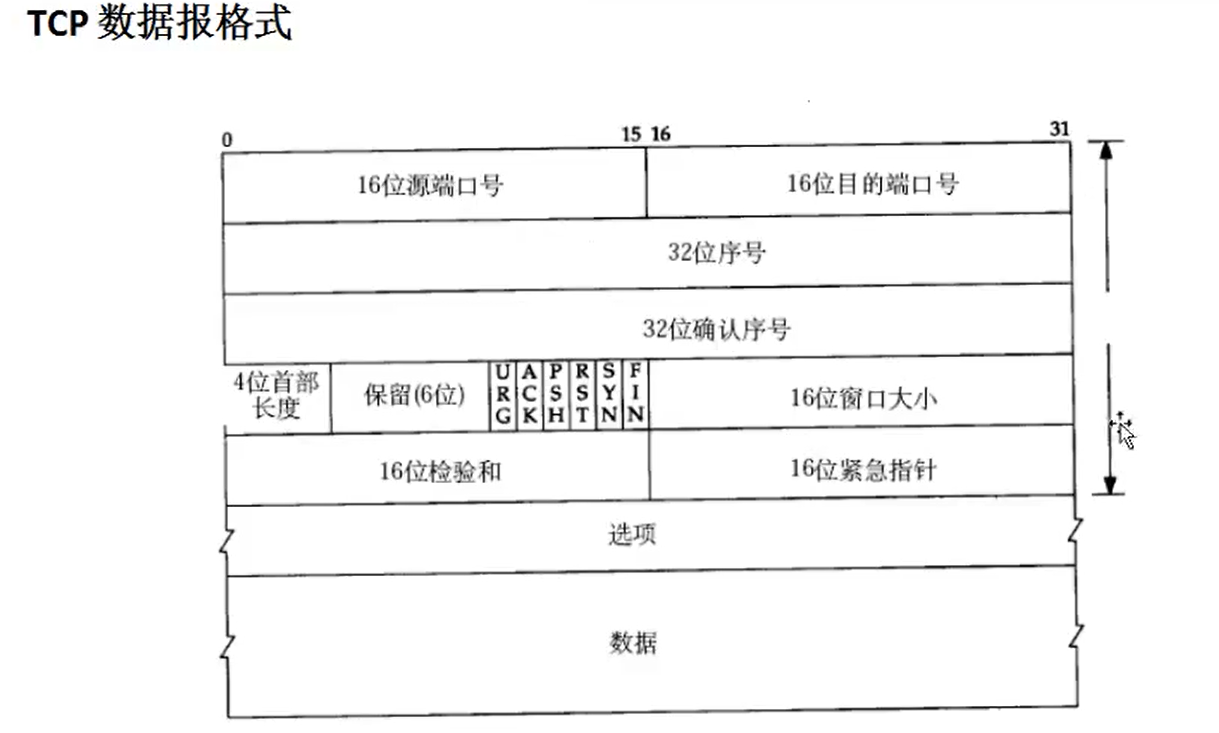 TCP 数据报格式
0 15 16 31
16位源端口号 16位目的端口号
32位序号
32位确认序号
4位首部长度 保留(6位) URG ACK PSH RST SYN FIN 16位窗口大小
16位检验和 16位紧急指针
选项
数据